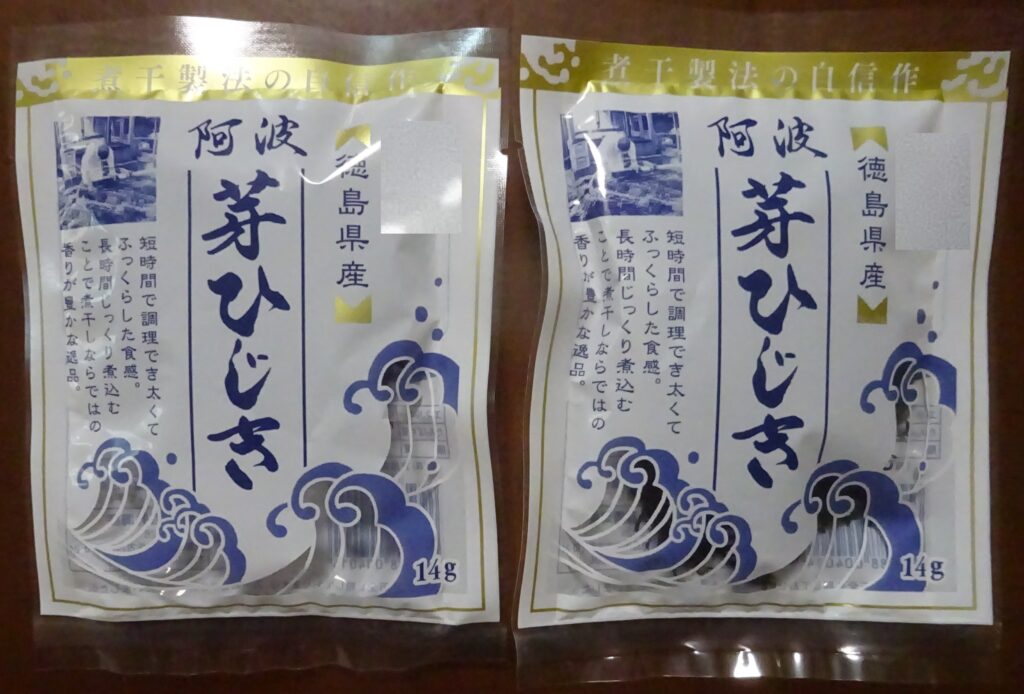 煮干製法の自信作
徳島県産
阿波
芽ひじき
短時間で調理でき太くて
ふっくらした食感。
長時間じっくり煮込む
ことで煮干しならではの
香りが豊かな逸品。
14g
煮干製法の自信作
徳島県産
阿波
芽ひじき
短時間で調理でき太くて
ふっくらした食感。
長時間じっくり煮込む
ことで煮干しならではの
香りが豊かな逸品。
14g